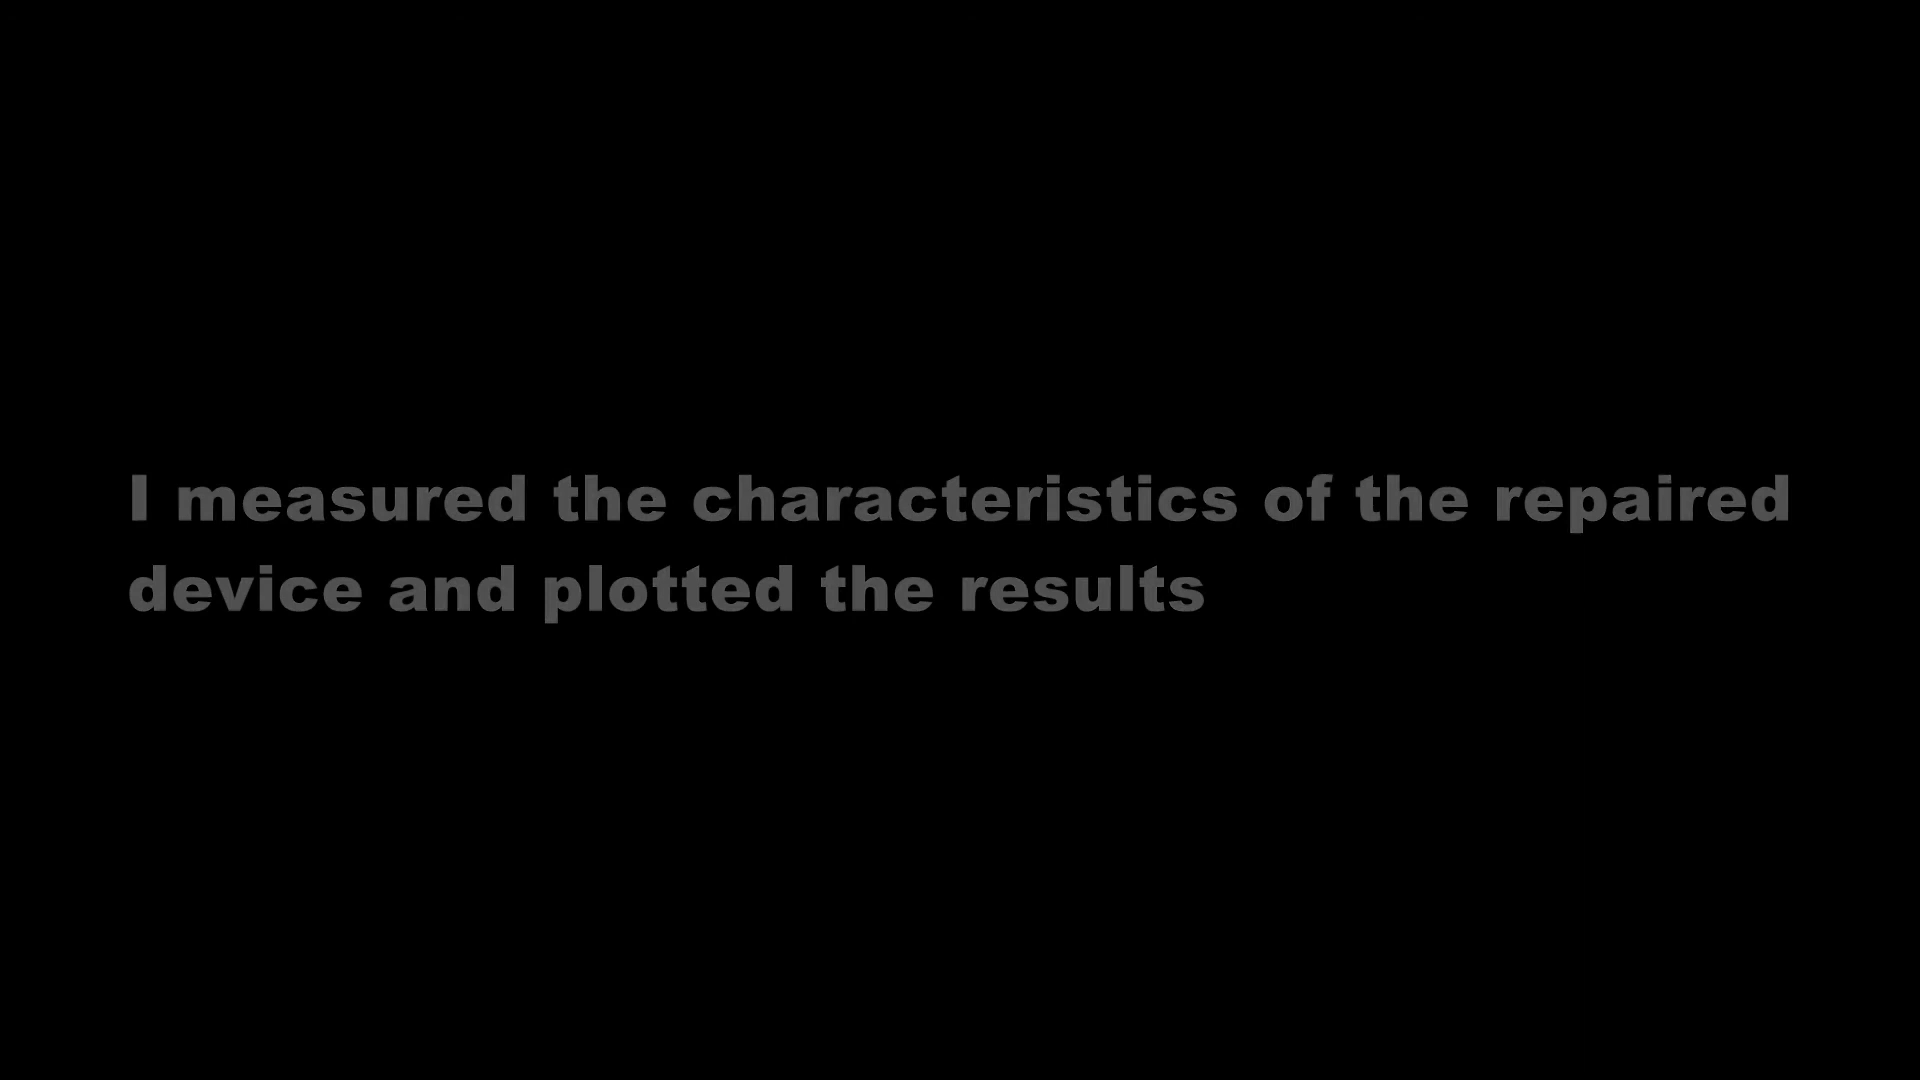 I measured the characteristics of the repaired
device and plotted the results